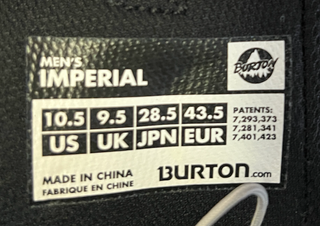 MEN'S
IMPERIAL
BURTON
10.5 9.5 28.5 43.5
US UK JPN EUR
PATENTS:
7,293,373
7,281,341
7,401,423
MADE IN CHINA
FABRIQUE EN CHINE
BURTON.com